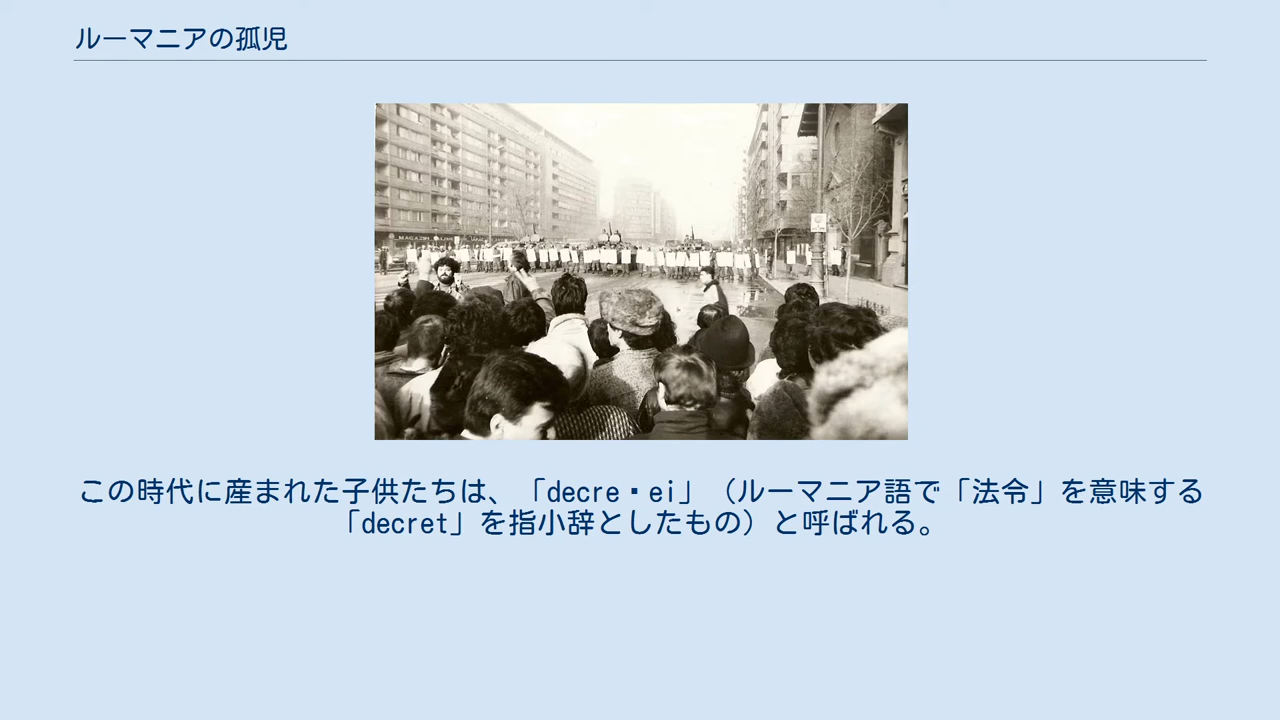 ルーマニアの孤児
この時代に産まれた子供たちは、「decre▪ei」（ルーマニア語で「法令」を意味する
「decret」を指小辞としたもの）と呼ばれる。